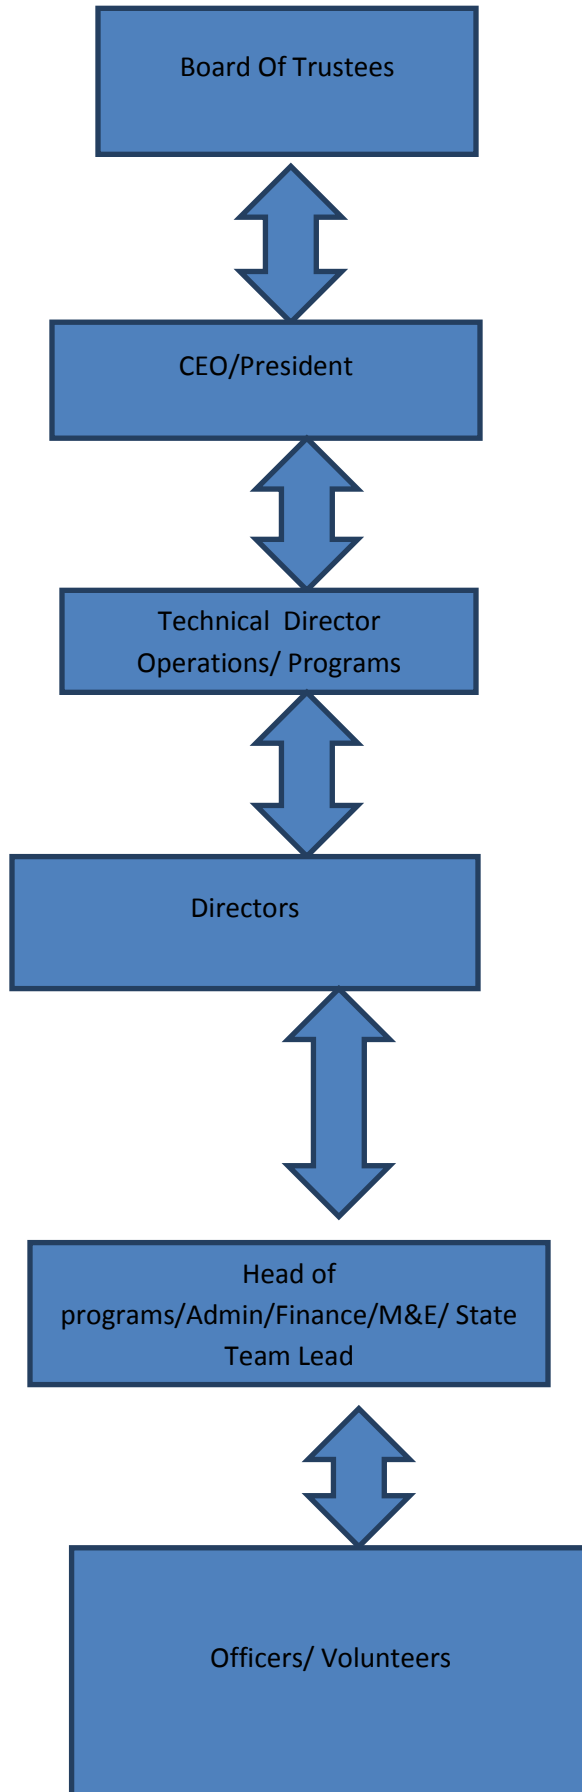 Board Of Trustees
CEO/President
Technical  Director
Operations/ Programs
Directors
Head of
programs/Admin/Finance/M&E/ State
Team Lead
Officers/ Volunteers